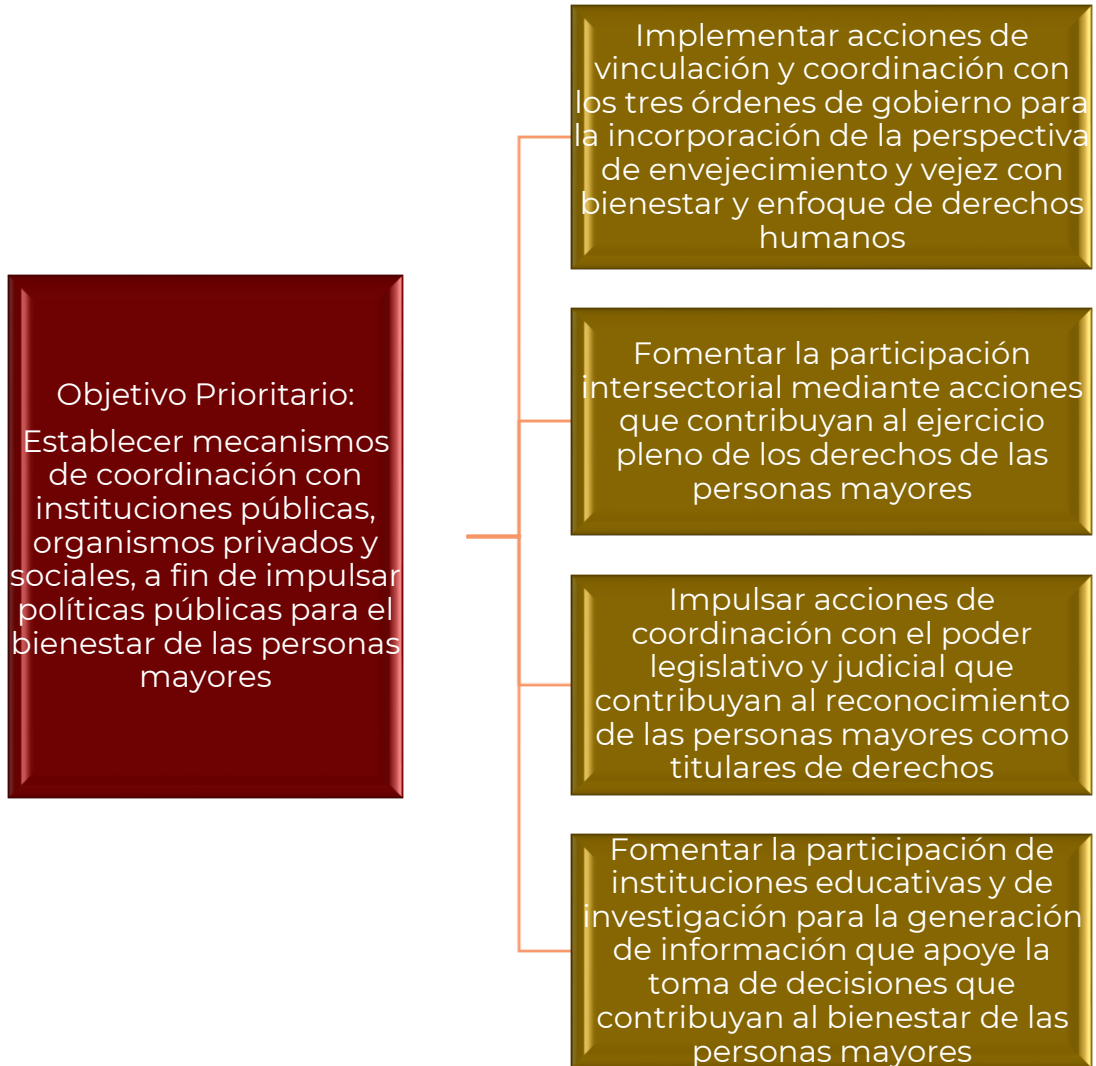 Objetivo Prioritario:
Establecer mecanismos
de coordinación con
instituciones públicas,
organismos privados y
sociales, a fin de impulsar
políticas públicas para el
bienestar de las personas
mayores
Implementar acciones de
vinculación y coordinación con
los tres órdenes de gobierno para
la incorporación de la perspectiva
de envejecimiento y vejez con
bienestar y enfoque de derechos
humanos
Fomentar la participación
intersectorial mediante acciones
que contribuyan al ejercicio
pleno de los derechos de las
personas mayores
Impulsar acciones de
coordinación con el poder
legislativo y judicial que
contribuyan al reconocimiento
de las personas mayores como
titulares de derechos
Fomentar la participación de
instituciones educativas y de
investigación para la generación
de información que apoye la
toma de decisiones que
contribuyan al bienestar de las
personas mayores